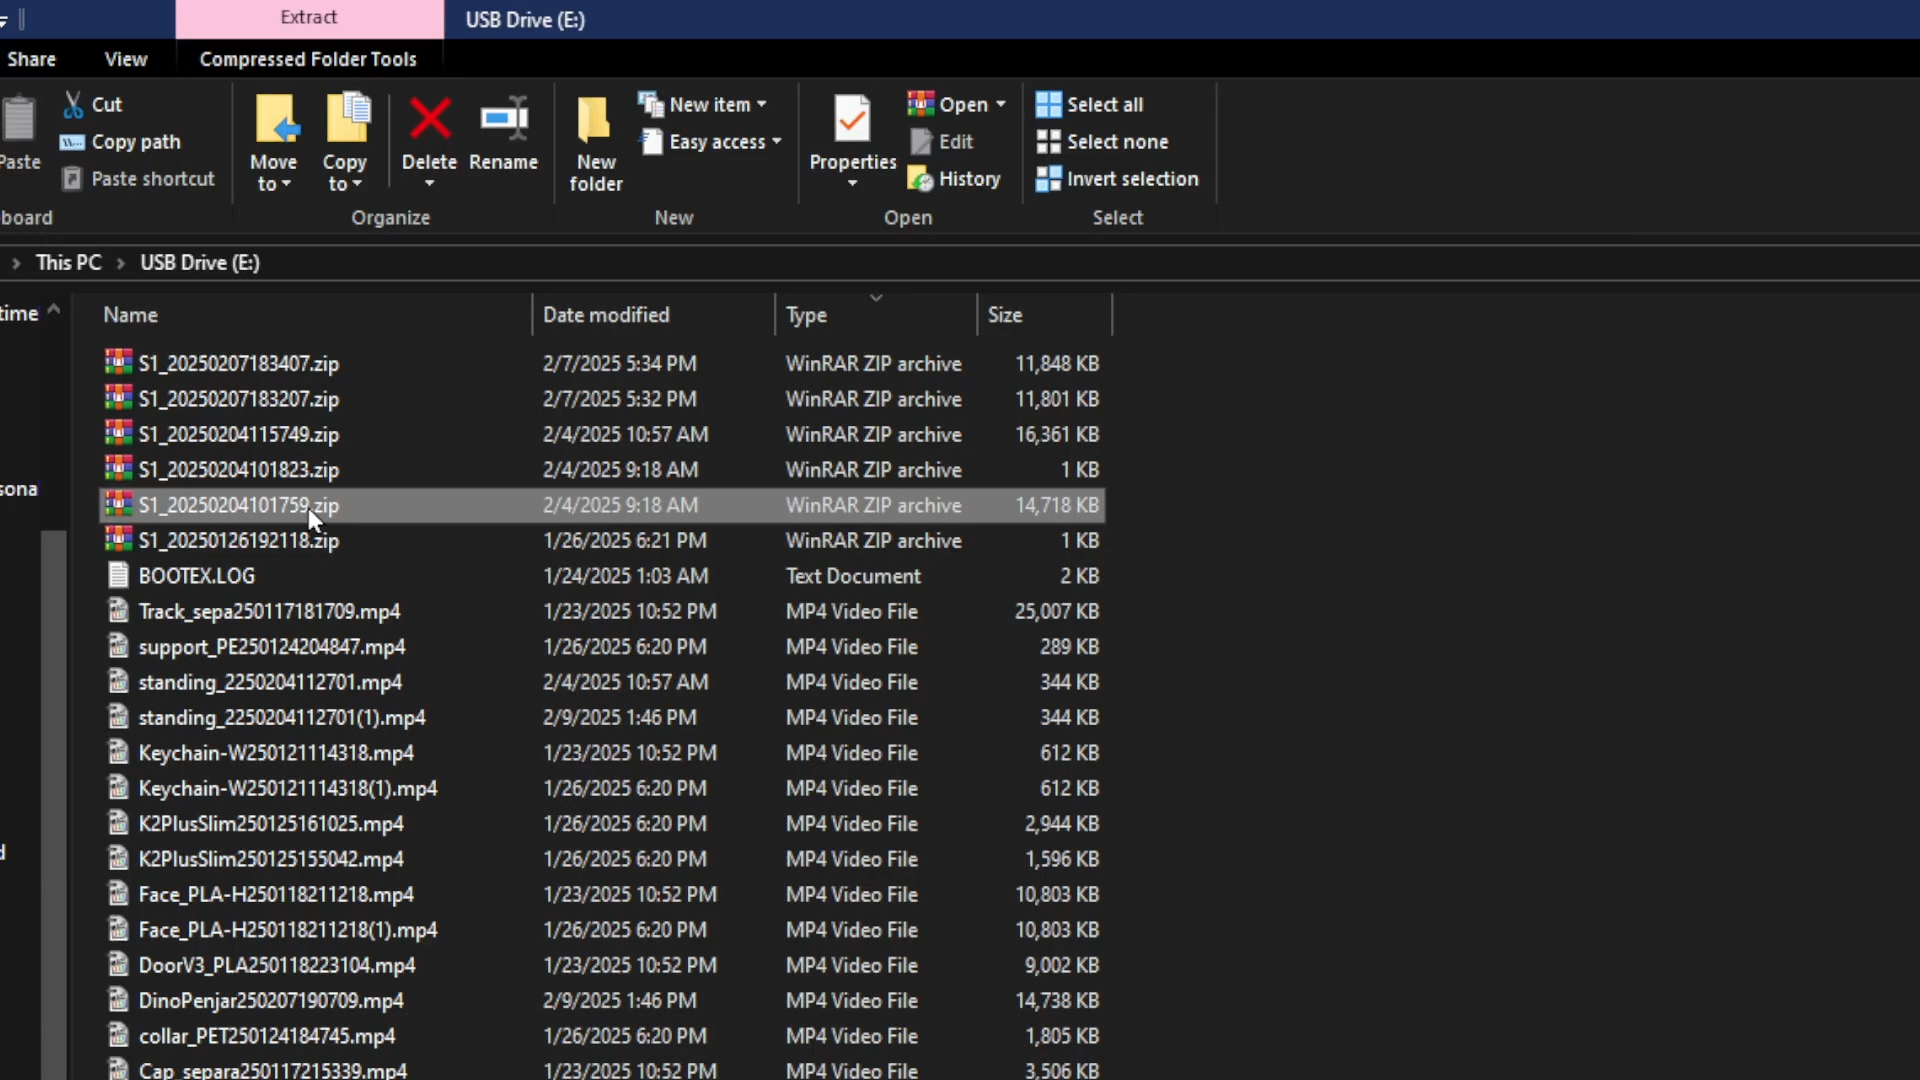 Extract
USB Drive (E:)
Share View Compressed Folder Tools
Paste
Cut
Copy path
Paste shortcut
board
Move to
Copy to
Delete
Rename
Organize
New folder
New item
Easy access
New
Properties
Open
Edit
History
Open
Select all
Select none
Invert selection
Select
This PC > USB Drive (E:)
time
sona
d
Name Date modified Type Size
S1_20250207183407.zip 2/7/2025 5:34 PM WinRAR ZIP archive 11,848 KB
S1_20250207183207.zip 2/7/2025 5:32 PM WinRAR ZIP archive 11,801 KB
S1_20250204115749.zip 2/4/2025 10:57 AM WinRAR ZIP archive 16,361 KB
S1_20250204101823.zip 2/4/2025 9:18 AM WinRAR ZIP archive 1 KB
S1_20250204101759.zip 2/4/2025 9:18 AM WinRAR ZIP archive 14,718 KB
S1_20250126192118.zip 1/26/2025 6:21 PM WinRAR ZIP archive 1 KB
BOOTEX.LOG 1/24/2025 1:03 AM Text Document 2 KB
Track_sepa250117181709.mp4 1/23/2025 10:52 PM MP4 Video File 25,007 KB
support_PE250124204847.mp4 1/26/2025 6:20 PM MP4 Video File 289 KB
standing_2250204112701.mp4 2/4/2025 10:57 AM MP4 Video File 344 KB
standing_2250204112701(1).mp4 2/9/2025 1:46 PM MP4 Video File 344 KB
Keychain-W250121114318.mp4 1/23/2025 10:52 PM MP4 Video File 612 KB
Keychain-W250121114318(1).mp4 1/26/2025 6:20 PM MP4 Video File 612 KB
K2PlusSlim250125161025.mp4 1/26/2025 6:20 PM MP4 Video File 2,944 KB
K2PlusSlim250125155042.mp4 1/26/2025 6:20 PM MP4 Video File 1,596 KB
Face_PLA-H250118211218.mp4 1/23/2025 10:52 PM MP4 Video File 10,803 KB
Face_PLA-H250118211218(1).mp4 1/26/2025 6:20 PM MP4 Video File 10,803 KB
DoorV3_PLA250118223104.mp4 1/23/2025 10:52 PM MP4 Video File 9,002 KB
DinoPenjar250207190709.mp4 2/9/2025 1:46 PM MP4 Video File 14,738 KB
collar_PET250124184745.mp4 1/26/2025 6:20 PM MP4 Video File 1,805 KB
Cap_separa250117215339.mp4 1/23/2025 10:52 PM MP4 Video File 3,506 KB